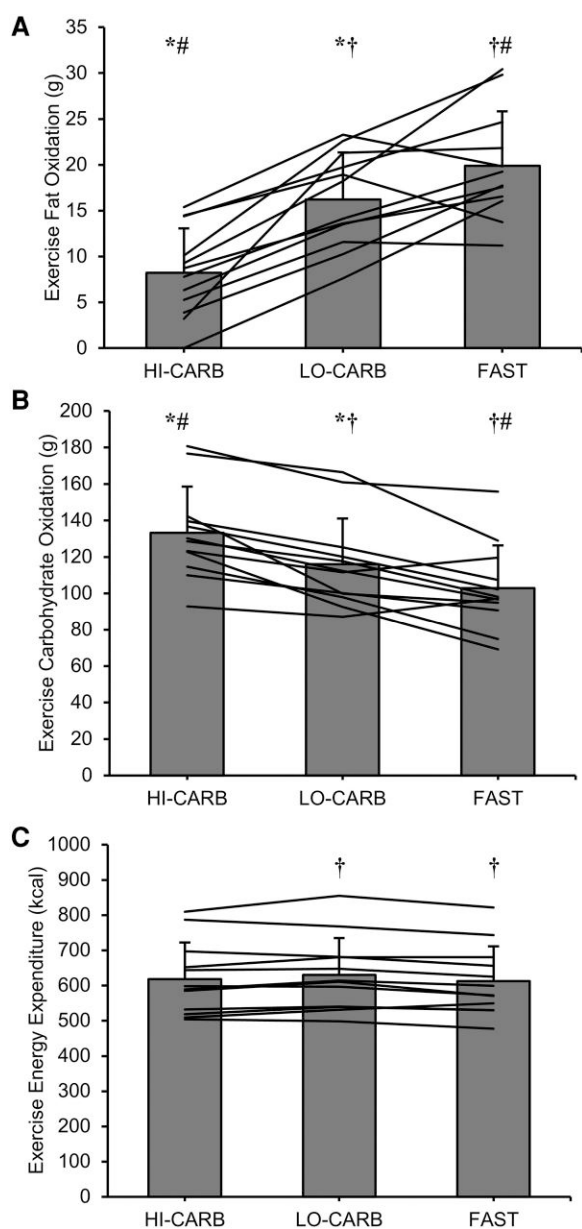 A
*# *† †#
Exercise Fat Oxidation (g)
35
30
25
20
15
10
5
0
HI-CARB LO-CARB FAST
B
*# *† †#
Exercise Carbohydrate Oxidation (g)
200
180
160
140
120
100
80
60
40
20
0
HI-CARB LO-CARB FAST
C
† †
Exercise Energy Expenditure (kcal)
1000
900
800
700
600
500
400
300
200
100
0
HI-CARB LO-CARB FAST